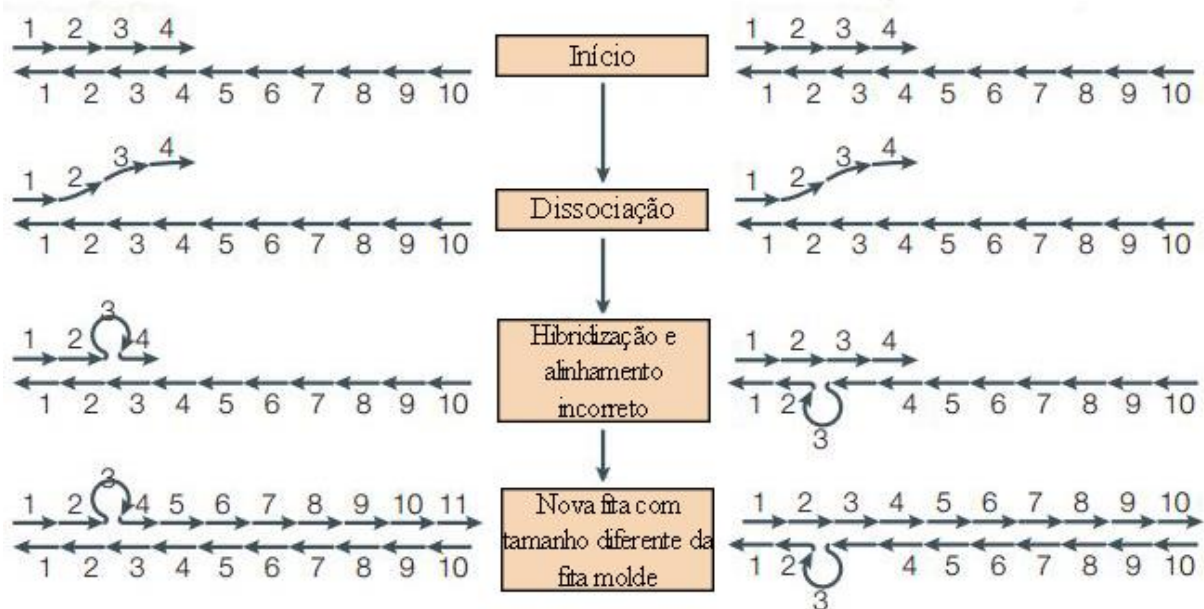 1 2 3 4
1 2 3 4 5 6 7 8 9 10
Início
1 2 3 4
1 2 3 4 5 6 7 8 9 10
1 2 3 4
1 2 3 4 5 6 7 8 9 10
Dissociação
1 2 3 4
1 2 3 4 5 6 7 8 9 10
1 2 3 4
1 2 3 4 5 6 7 8 9 10
Hibridização e
alinhamento
incorreto
1 2 3 4
1 2 4 5 6 7 8 9 10
3
1 2 3 4 5 6 7 8 9 10 11
1 2 3 4 5 6 7 8 9 10
Nova fita com
tamanho diferente da
fita molde
1 2 3 4 5 6 7 8 9 10
1 2 4 5 6 7 8 9 10
3